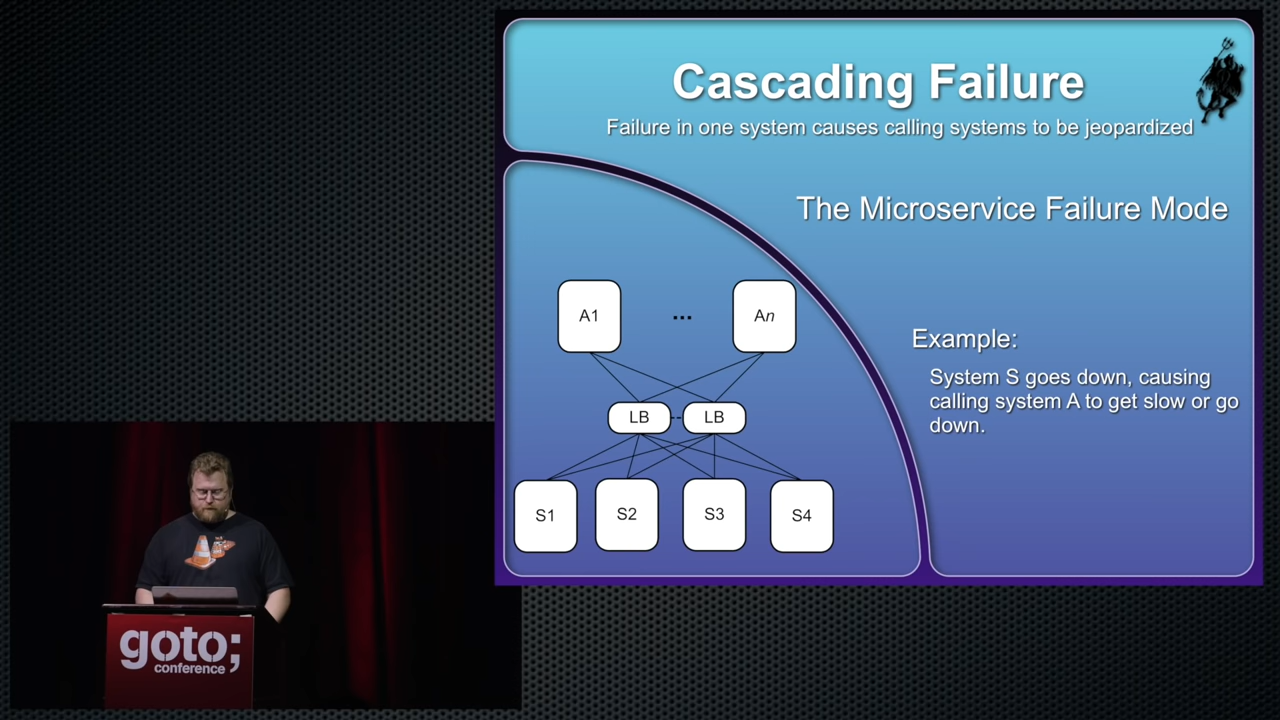 Cascading Failure
Failure in one system causes calling systems to be jeopardized
The Microservice Failure Mode
A1
...
An
LB
LB
S1
S2
S3
S4
Example:
System S goes down, causing
calling system A to get slow or go
down.
goto;
conference